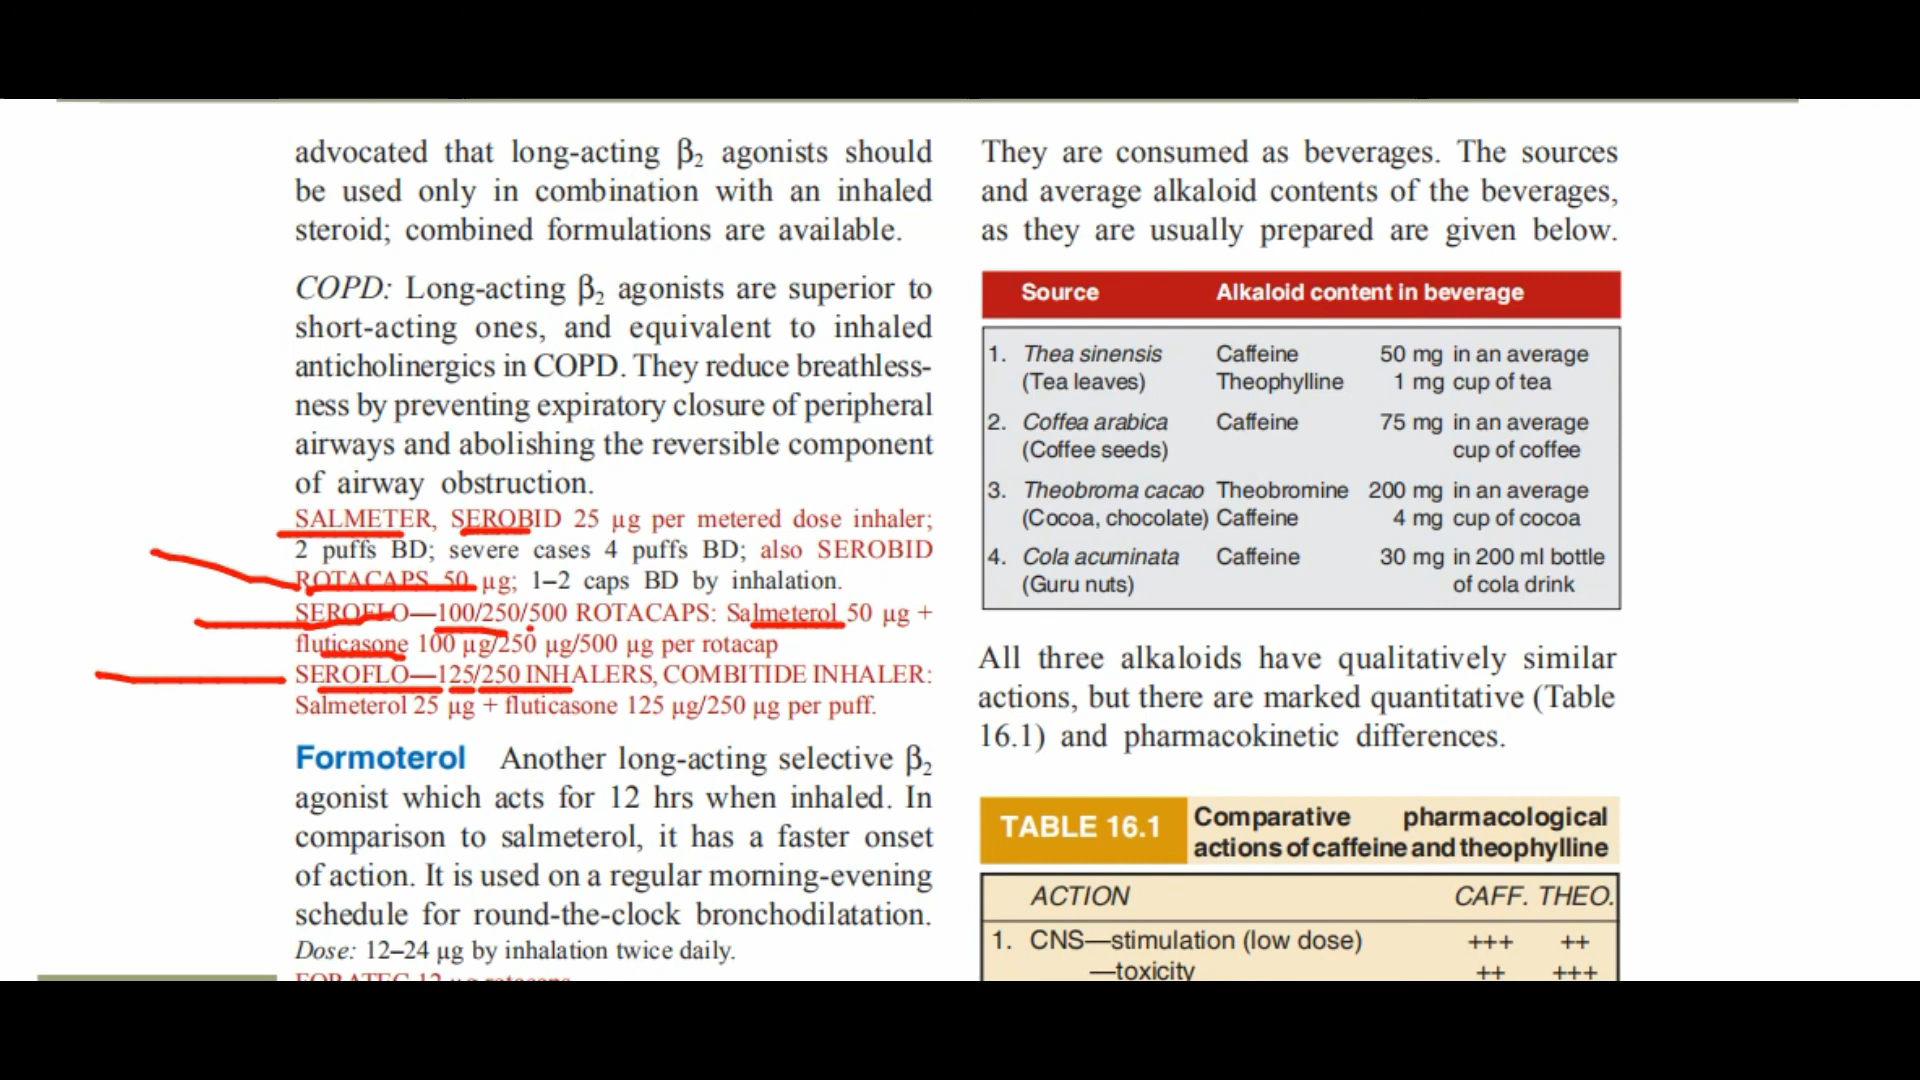 advocated that long-acting β₂ agonists should
be used only in combination with an inhaled
steroid; combined formulations are available.
COPD: Long-acting β₂ agonists are superior to
short-acting ones, and equivalent to inhaled
anticholinergics in COPD. They reduce breathless-
ness by preventing expiratory closure of peripheral
airways and abolishing the reversible component
of airway obstruction.
SALMETER, SEROBID 25 μg per metered dose inhaler;
2 puffs BD; severe cases 4 puffs BD; also SEROBID
ROTACAPS 50 μg; 1–2 caps BD by inhalation.
SEROFLO—100/250/500 ROTACAPS: Salmeterol 50 μg +
fluticasone 100 μg/250 μg/500 μg per rotacap
SEROFLO—125/250 INHALERS, COMBITIDE INHALER:
Salmeterol 25 μg + fluticasone 125 μg/250 μg per puff.
Formoterol Another long-acting selective β₂
agonist which acts for 12 hrs when inhaled. In
comparison to salmeterol, it has a faster onset
of action. It is used on a regular morning-evening
schedule for round-the-clock bronchodilatation.
Dose: 12–24 μg by inhalation twice daily.
They are consumed as beverages. The sources
and average alkaloid contents of the beverages,
as they are usually prepared are given below.
Source Alkaloid content in beverage
1. Thea sinensis Caffeine 50 mg in an average
(Tea leaves) Theophylline 1 mg cup of tea
2. Coffea arabica Caffeine 75 mg in an average
(Coffee seeds) cup of coffee
3. Theobroma cacao Theobromine 200 mg in an average
(Cocoa, chocolate) Caffeine 4 mg cup of cocoa
4. Cola acuminata Caffeine 30 mg in 200 ml bottle
(Guru nuts) of cola drink
All three alkaloids have qualitatively similar
actions, but there are marked quantitative (Table
16.1) and pharmacokinetic differences.
TABLE 16.1 Comparative pharmacological
actions of caffeine and theophylline
ACTION CAFF. THEO.
1. CNS—stimulation (low dose) +++ ++
—toxicity ++ +++